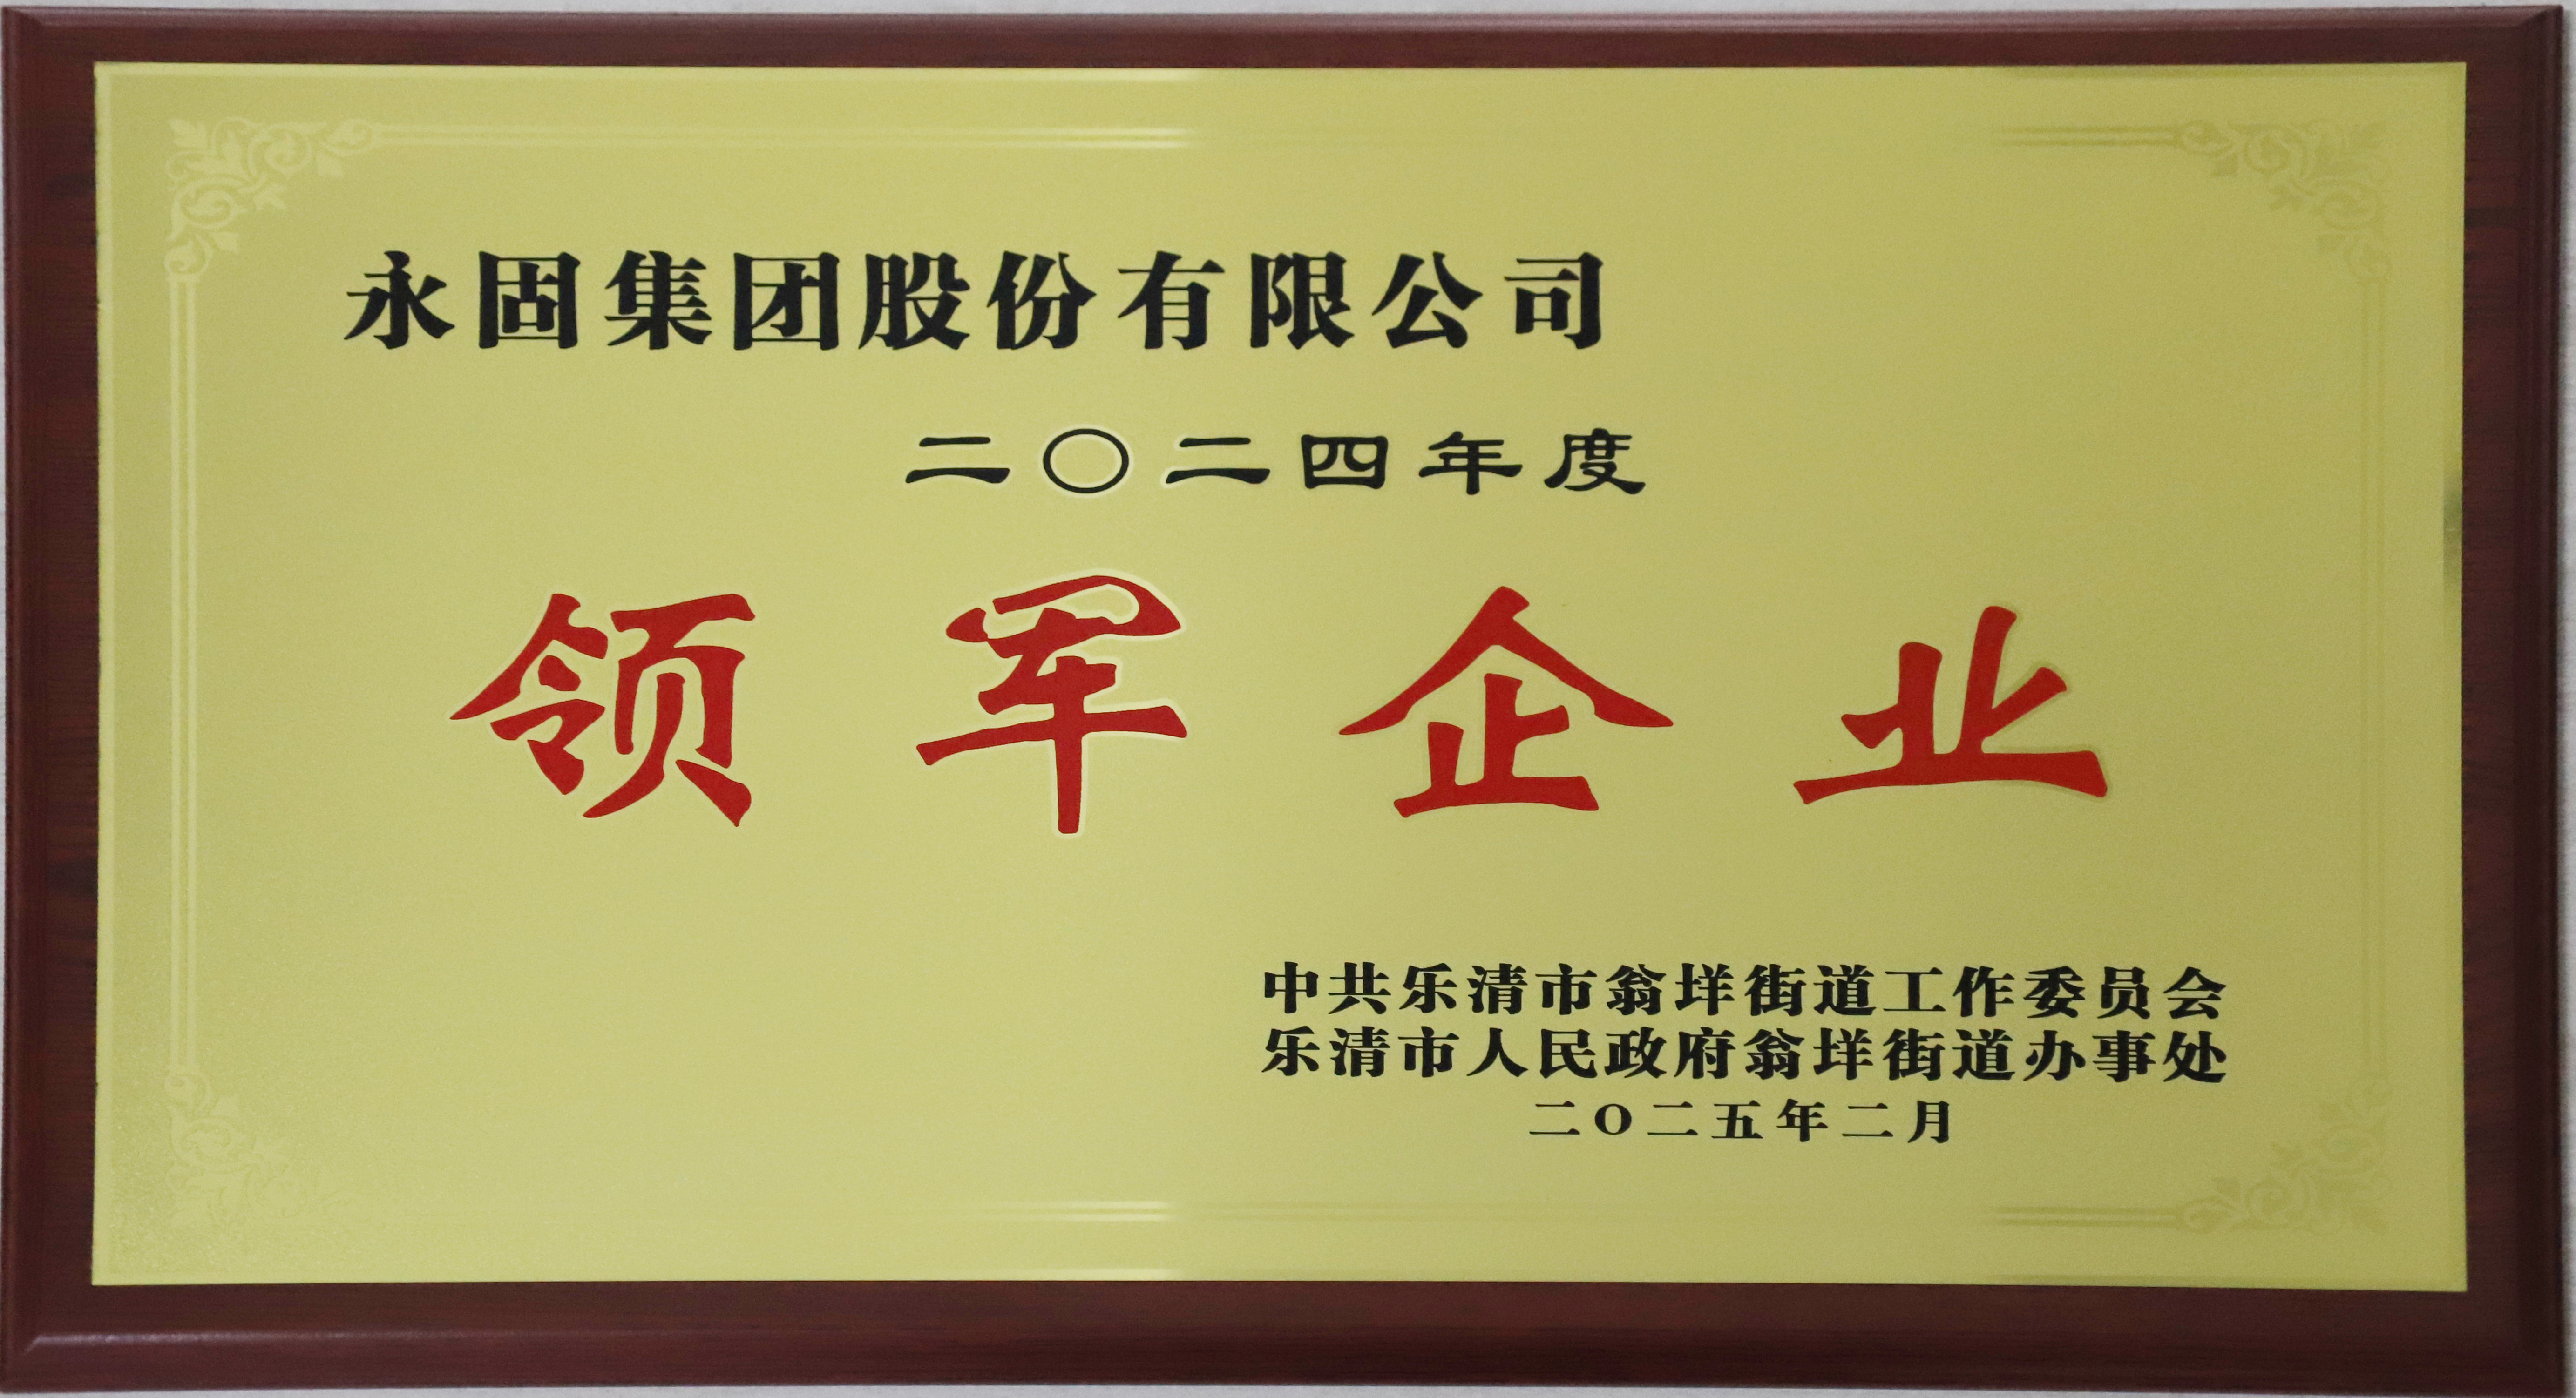 永固集团股份有限公司
二〇二四年度
领军企业
中共乐清市翁垟街道工作委员会
乐清市人民政府翁垟街道办事处
二〇二五年二月